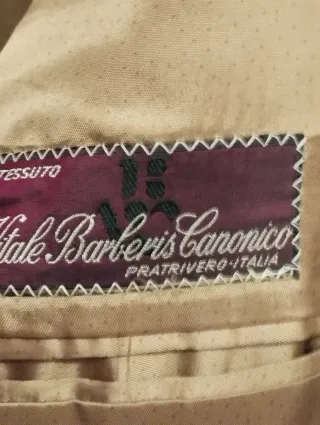 TESSUTO
Vitale Barberis Canonico
PRATRIVERO-ITALIA